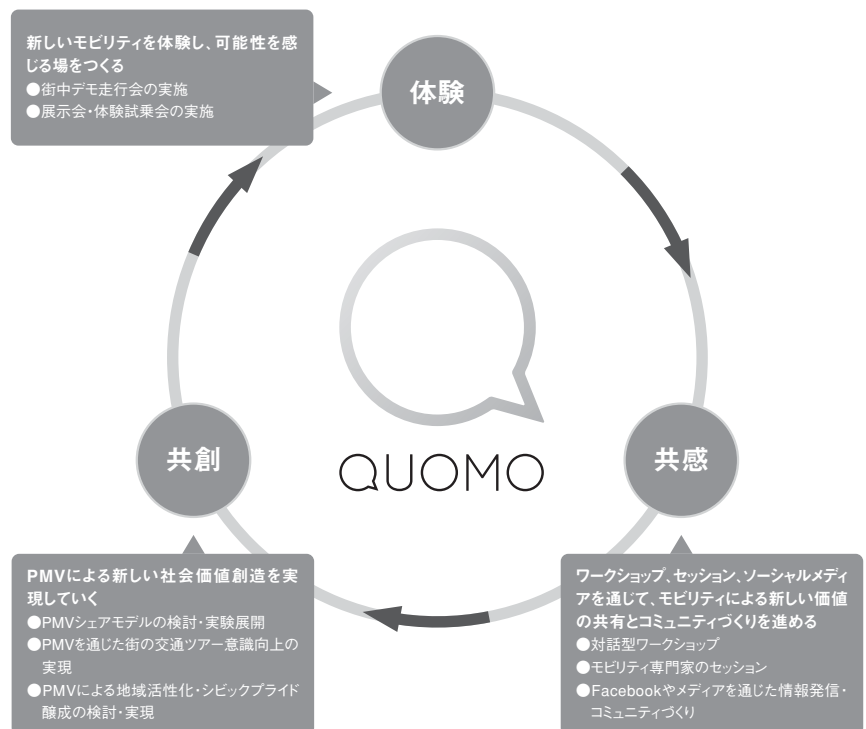 新しいモビリティを体験し、可能性を感
じる場をつくる
●街中デモ走行会の実施
●展示会・体験試乗会の実施
体験
共創
共感
QUOMO
PMVによる新しい社会価値創造を実
現していく
●PMVシェアモデルの検討・実験展開
●PMVを通じた街の交通ツアー意識向上の
実現
●PMVによる地域活性化・シビックプライド
醸成の検討・実現
ワークショップ、セッション、ソーシャルメディ
アを通じて、モビリティによる新しい価値
の共有とコミュニティづくりを進める
●対話型ワークショップ
●モビリティ専門家のセッション
●Facebookやメディアを通じた情報発信・
コミュニティづくり